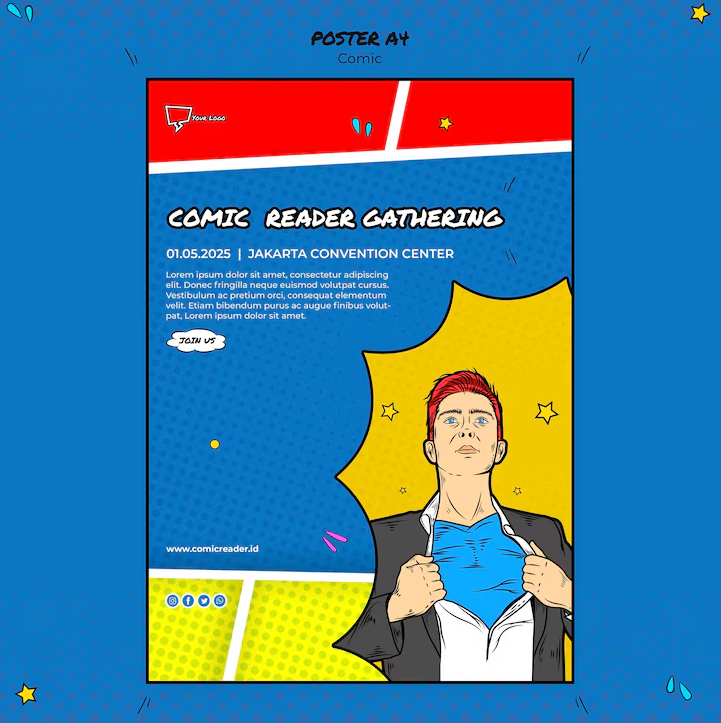 POSTER A4
Comic
Your Logo
COMIC READER GATHERING
01.05.2025 | JAKARTA CONVENTION CENTER
Lorem ipsum dolor sit amet, consectetur adipiscing
elit. Donec fringilla neque euismod volutpat cursus.
Vestibulum ac pretium orci, consequat elementum
velit. Etiam bibendum purus ac augue finibus volut-
pat, Lorem ipsum dolor sit amet.
JOIN US
www.comicreader.id